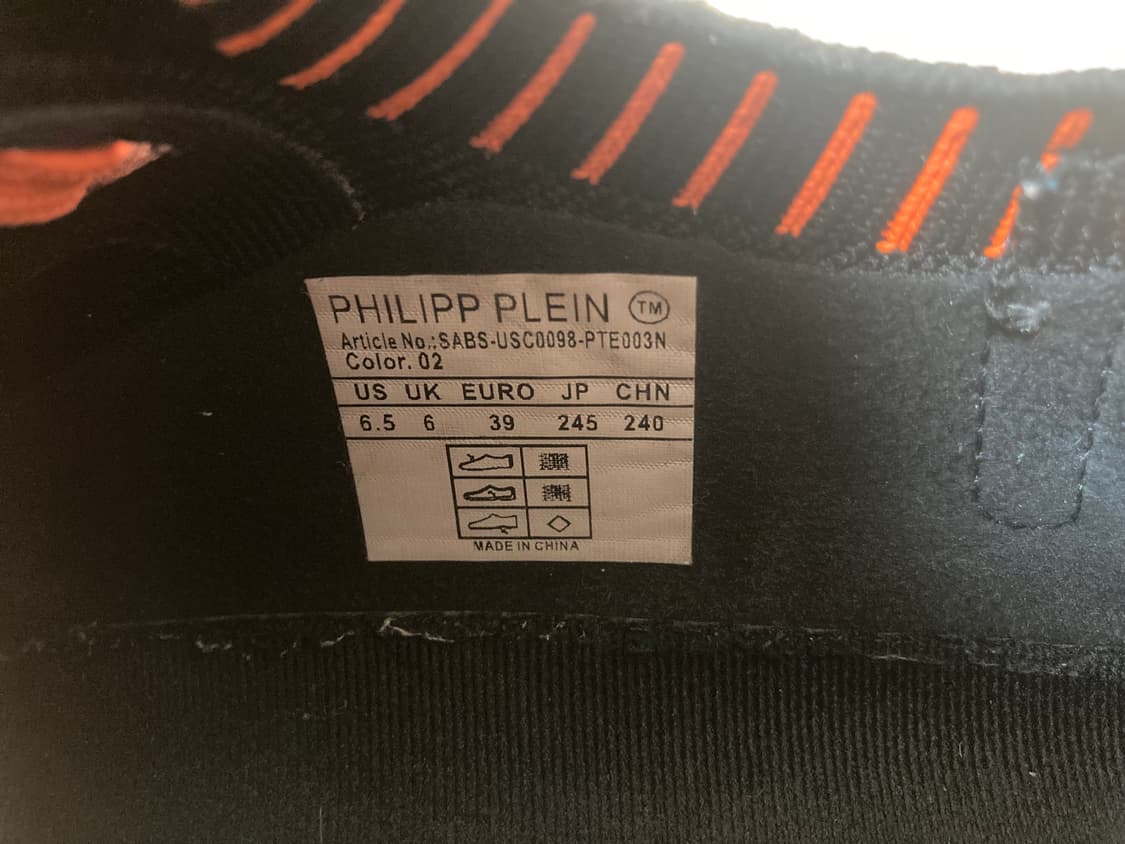 PHILIPP PLEIN TM
Article No.:SABS-USC0098-PTE003N
Color. 02
US UK EURO JP CHN
6.5 6 39 245 240
MADE IN CHINA